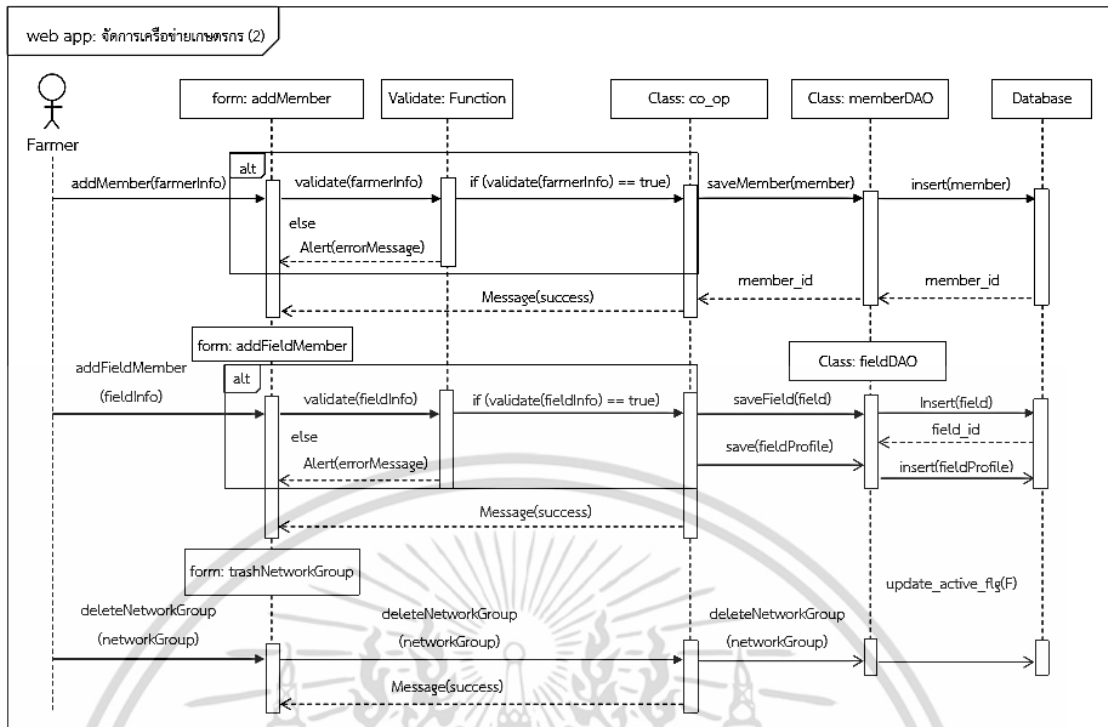 web app: จัดการเครือข่ายเกษตรกร (2)
form: addMember
Validate: Function
Class: co_op
Class: memberDAO
Database
Farmer
alt
addMember(farmerInfo)
validate(farmerInfo)
if (validate(farmerInfo) == true)
saveMember(member)
insert(member)
else
Alert(errorMessage)
member_id
member_id
Message(success)
form: addFieldMember
Class: fieldDAO
addFieldMember
(fieldInfo)
alt
validate(fieldInfo)
if (validate(fieldInfo) == true)
saveField(field)
Insert(field)
field_id
else
Alert(errorMessage)
save(fieldProfile)
insert(fieldProfile)
Message(success)
form: trashNetworkGroup
update_active_flg(F)
deleteNetworkGroup
(networkGroup)
deleteNetworkGroup
(networkGroup)
deleteNetworkGroup
(networkGroup)
Message(success)